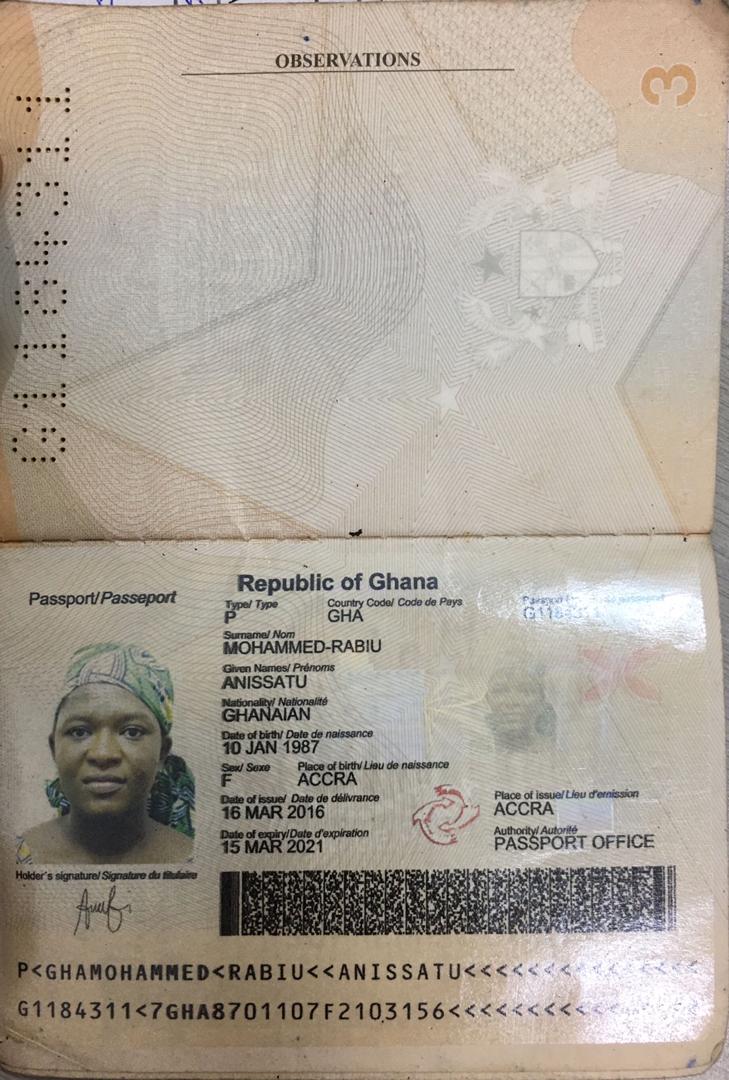 OBSERVATIONS
3
G1184311
Passport/Passeport
Republic of Ghana
Type/ Type
Country Code/ Code de Pays
P
GHA
G1184311
Surname/ Nom
MOHAMMED-RABIU
Given Names/ Prénoms
ANISSATU
Nationality/ Nationalité
GHANAIAN
Date of birth/ Date de naissance
10 JAN 1987
Sex/ Sexe
Place of birth/ Lieu de naissance
F
ACCRA
Date of issue/ Date de délivrance
16 MAR 2016
Place of issue/ Lieu d'emission
ACCRA
Date of expiry/Date d'expiration
15 MAR 2021
Authority/ Autorité
PASSPORT OFFICE
Holder's signature/ Signature du titulaire
P<GHAMOHAMMED<RABIU<<ANISSATU<<<<<<<<<<<<<<<
G1184311<7GHA8701107F2103156<<<<<<<<<<